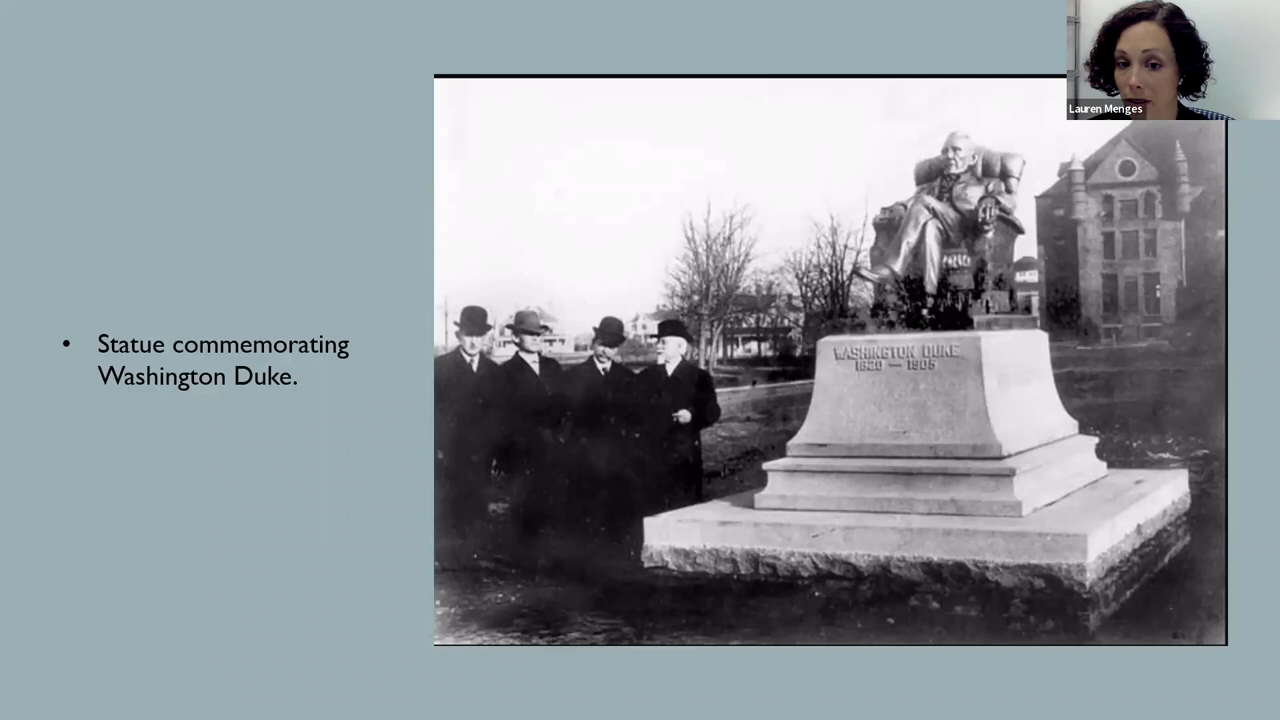 Lauren Menges
WASHINGTON DUKE
1820 — 1905
• Statue commemorating
Washington Duke.